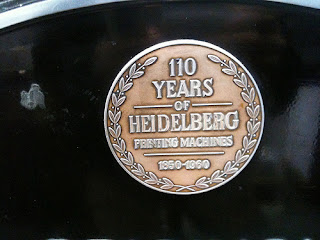 110
YEARS
OF
HEIDELBERG
PRINTING MACHINES
1850-1960